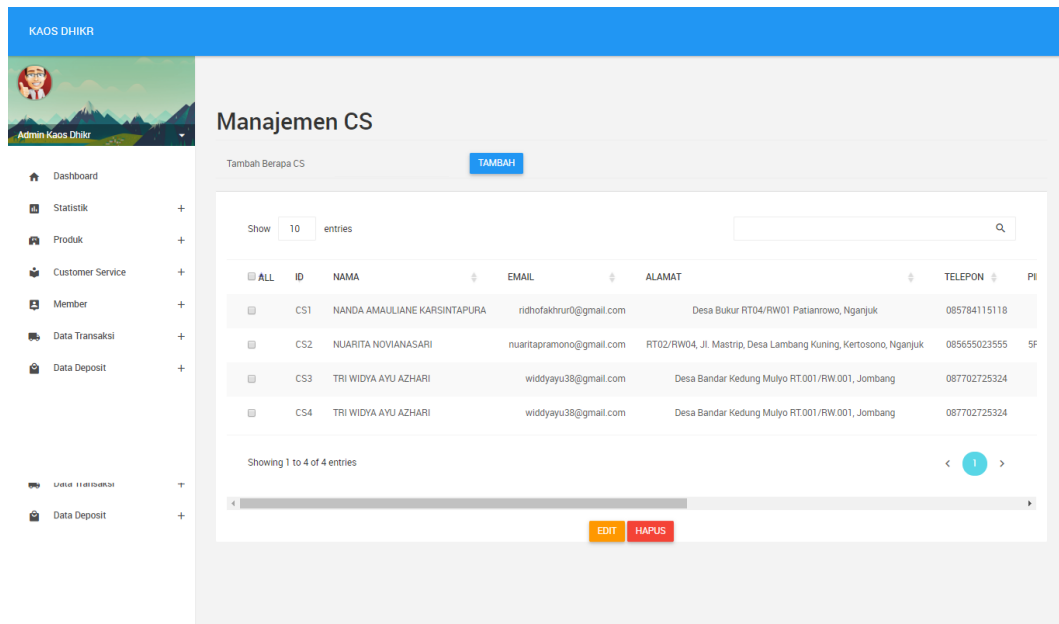 KAOS DHIKR
Admin Kaos Dhikr
Dashboard
Statistik +
Produk +
Customer Service +
Member +
Data Transaksi +
Data Deposit +
Data Transaksi +
Data Deposit +
Manajemen CS
Tambah Berapa CS TAMBAH
Show 10 entries
ALL ID NAMA EMAIL ALAMAT TELEPON
CS1 NANDA AMAULIANE KARSINTAPURA ridhofakhrur0@gmail.com Desa Bukur RT04/RW01 Patianrowo, Nganjuk 085784115118
CS2 NUARITA NOVIANASARI nuaritapramono@gmail.com RT02/RW04, Jl. Mastrip, Desa Lambang Kuning, Kertosono, Nganjuk 085655023555
CS3 TRI WIDYA AYU AZHARI widdyayu38@gmail.com Desa Bandar Kedung Mulyo RT.001/RW.001, Jombang 087702725324
CS4 TRI WIDYA AYU AZHARI widdyayu38@gmail.com Desa Bandar Kedung Mulyo RT.001/RW.001, Jombang 087702725324
Showing 1 to 4 of 4 entries < 1 >
EDIT HAPUS